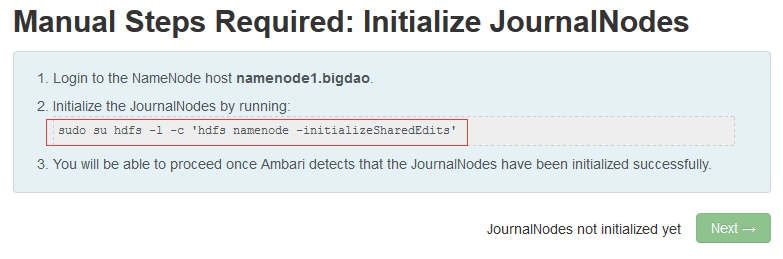 Manual Steps Required: Initialize JournalNodes
1. Login to the NameNode host namenode1.bigdao.
2. Initialize the JournalNodes by running:
sudo su hdfs -l -c 'hdfs namenode -initializeSharedEdits'
3. You will be able to proceed once Ambari detects that the JournalNodes have been initialized successfully.
JournalNodes not initialized yet
Next →